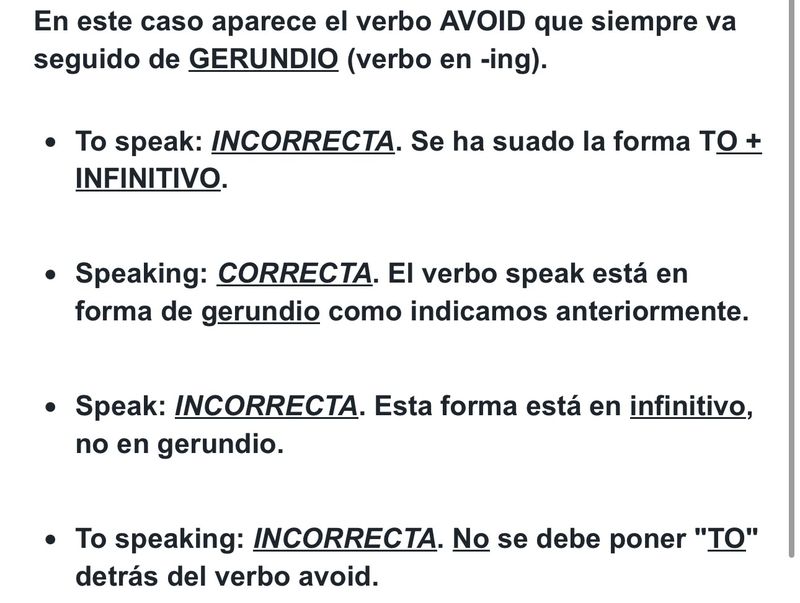 En este caso aparece el verbo AVOID que siempre va
seguido de GERUNDIO (verbo en -ing).
• To speak: INCORRECTA. Se ha suado la forma TO +
INFINITIVO.
• Speaking: CORRECTA. El verbo speak está en
forma de gerundio como indicamos anteriormente.
• Speak: INCORRECTA. Esta forma está en infinitivo,
no en gerundio.
• To speaking: INCORRECTA. No se debe poner "TO"
detrás del verbo avoid.